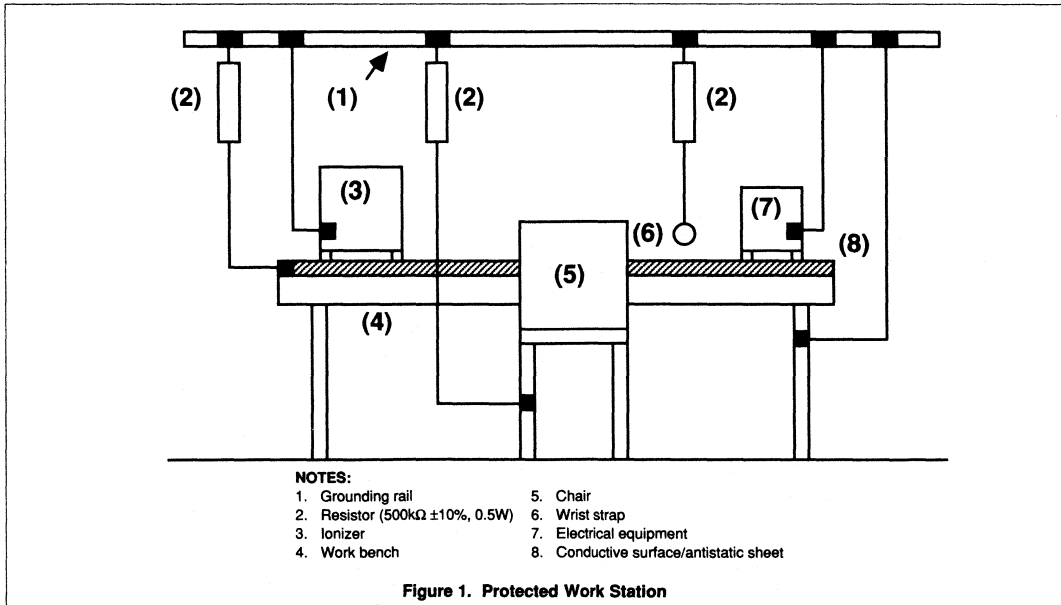 (1)
(2)
(2)
(2)
(3)
(7)
(6)
(8)
(5)
(4)
NOTES:
1. Grounding rail
2. Resistor (500kΩ ±10%, 0.5W)
3. Ionizer
4. Work bench
5. Chair
6. Wrist strap
7. Electrical equipment
8. Conductive surface/antistatic sheet
Figure 1. Protected Work Station